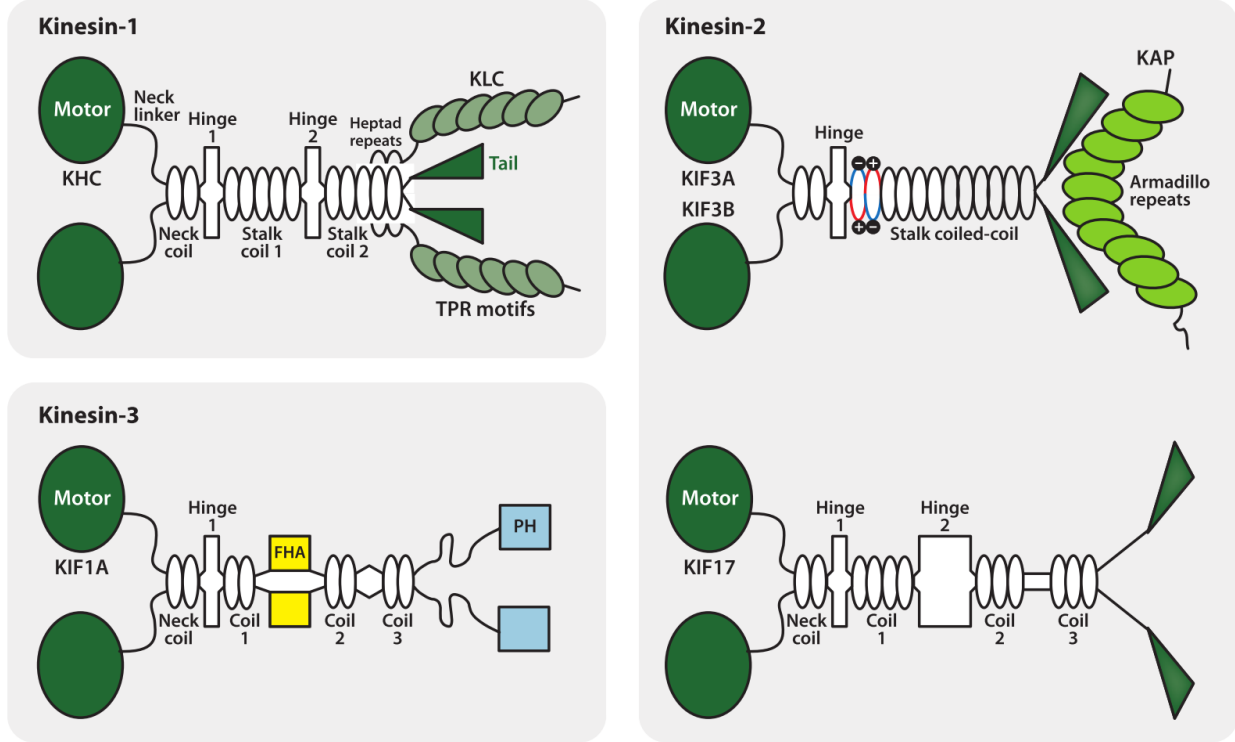 Kinesin-1
Motor
Neck
linker
KHC
Hinge
1
Hinge
2
Heptad
repeats
KLC
Tail
Neck
coil
Stalk
coil 1
Stalk
coil 2
TPR motifs
Kinesin-2
Motor
KIF3A
KIF3B
Hinge
− +
+ −
Stalk coiled-coil
KAP
Armadillo
repeats
Kinesin-3
Motor
KIF1A
Hinge
1
FHA
PH
Neck
coil
Coil
1
Coil
2
Coil
3
Motor
KIF17
Hinge
1
Hinge
2
Neck
coil
Coil
1
Coil
2
Coil
3